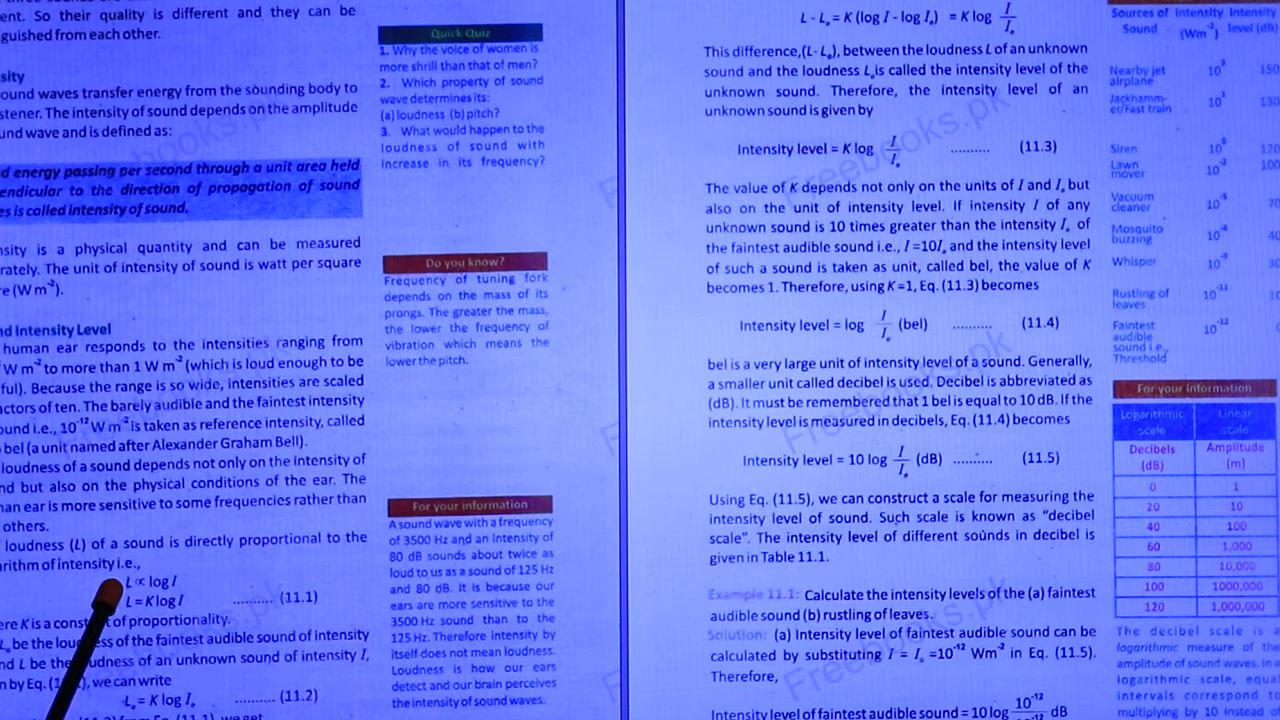 ent. So their quality is different and they can be
guished from each other.
sity
ound waves transfer energy from the sounding body to
stener. The intensity of sound depends on the amplitude
und wave and is defined as:
d energy passing per second through a unit area held
endicular to the direction of propagation of sound
es is called intensity of sound.
nsity is a physical quantity and can be measured
rately. The unit of intensity of sound is watt per square
re (W m⁻²).
nd Intensity Level
human ear responds to the intensities ranging from
W m⁻² to more than 1 W m⁻² (which is loud enough to be
ful). Because the range is so wide, intensities are scaled
actors of ten. The barely audible and the faintest intensity
ound i.e., 10⁻¹² W m⁻² is taken as reference intensity, called
bel (a unit named after Alexander Graham Bell).
loudness of a sound depends not only on the intensity of
nd but also on the physical conditions of the ear. The
nan ear is more sensitive to some frequencies rather than
others.
loudness (L) of a sound is directly proportional to the
arithm of intensity i.e.,
L ∝ log I
L = K log I .......... (11.1)
ere K is a const of proportionality.
L₀ be the loudness of the faintest audible sound of intensity
nd L be the udness of an unknown sound of intensity I,
n by Eq. (1 ), we can write
L₀ = K log I₀ .......... (11.2)
Quick Quiz
1. Why the voice of women is
more shrill than that of men?
2. Which property of sound
wave determines its:
(a) loudness (b) pitch?
3. What would happen to the
loudness of sound with
increase in its frequency?
Do you know?
Frequency of tuning fork
depends on the mass of its
prongs. The greater the mass,
the lower the frequency of
vibration which means the
lower the pitch.
For your information
A sound wave with a frequency
of 3500 Hz and an Intensity of
80 dB sounds about twice as
loud to us as a sound of 125 Hz
and 80 dB. It is because our
ears are more sensitive to the
3500 Hz sound than to the
125 Hz. Therefore intensity by
itself does not mean loudness.
Loudness is how our ears
detect and our brain perceives
the intensity of sound waves.
L - L₀ = K (log I - log I₀) = K log I/I₀
This difference,(L - L₀), between the loudness L of an unknown
sound and the loudness L₀ is called the intensity level of the
unknown sound. Therefore, the intensity level of an
unknown sound is given by
Intensity level = K log I/I₀ .......... (11.3)
The value of K depends not only on the units of I and I₀ but
also on the unit of intensity level. If intensity I of any
unknown sound is 10 times greater than the intensity I₀ of
the faintest audible sound i.e., I =10I₀ and the intensity level
of such a sound is taken as unit, called bel, the value of K
becomes 1. Therefore, using K =1, Eq. (11.3) becomes
Intensity level = log I/I₀ (bel) .......... (11.4)
bel is a very large unit of intensity level of a sound. Generally,
a smaller unit called decibel is used. Decibel is abbreviated as
(dB). It must be remembered that 1 bel is equal to 10 dB. If the
intensity level is measured in decibels, Eq. (11.4) becomes
Intensity level = 10 log I/I₀ (dB) .......... (11.5)
Using Eq. (11.5), we can construct a scale for measuring the
intensity level of sound. Such scale is known as “decibel
scale”. The intensity level of different sounds in decibel is
given in Table 11.1.
Example 11.1: Calculate the intensity levels of the (a) faintest
audible sound (b) rustling of leaves.
Solution: (a) Intensity level of faintest audible sound can be
calculated by substituting I = I₀ =10⁻¹² Wm⁻² in Eq. (11.5).
Therefore,
Intensity level of faintest audible sound = 10 log 10⁻¹²/10⁻¹² dB
Sources of Intensity Intensity
Sound (Wm⁻²) level (dB)
Nearby jet 10³ 150
airplane
Jackhamm- 10¹ 130
er/Fast train
Siren 10⁰ 120
Lawn 10⁻² 100
mover
Vacuum 10⁻⁴ 70
cleaner
Mosquito 10⁻⁸ 40
buzzing
Whisper 10⁻⁹ 30
Rustling of 10⁻¹¹ 10
leaves
Faintest 10⁻¹² 0
audible
sound i.e.,
Threshold
For your information
Logarithmic Linear
scale scale
Decibels Amplitude
(dB) (m)
0 1
20 10
40 100
60 1,000
80 10,000
100 1000,000
120 1,000,000
The decibel scale is a
logarithmic measure of the
amplitude of sound waves. In a
logarithmic scale, equal
intervals correspond to
multiplying by 10 instead of
Freebooks.pk